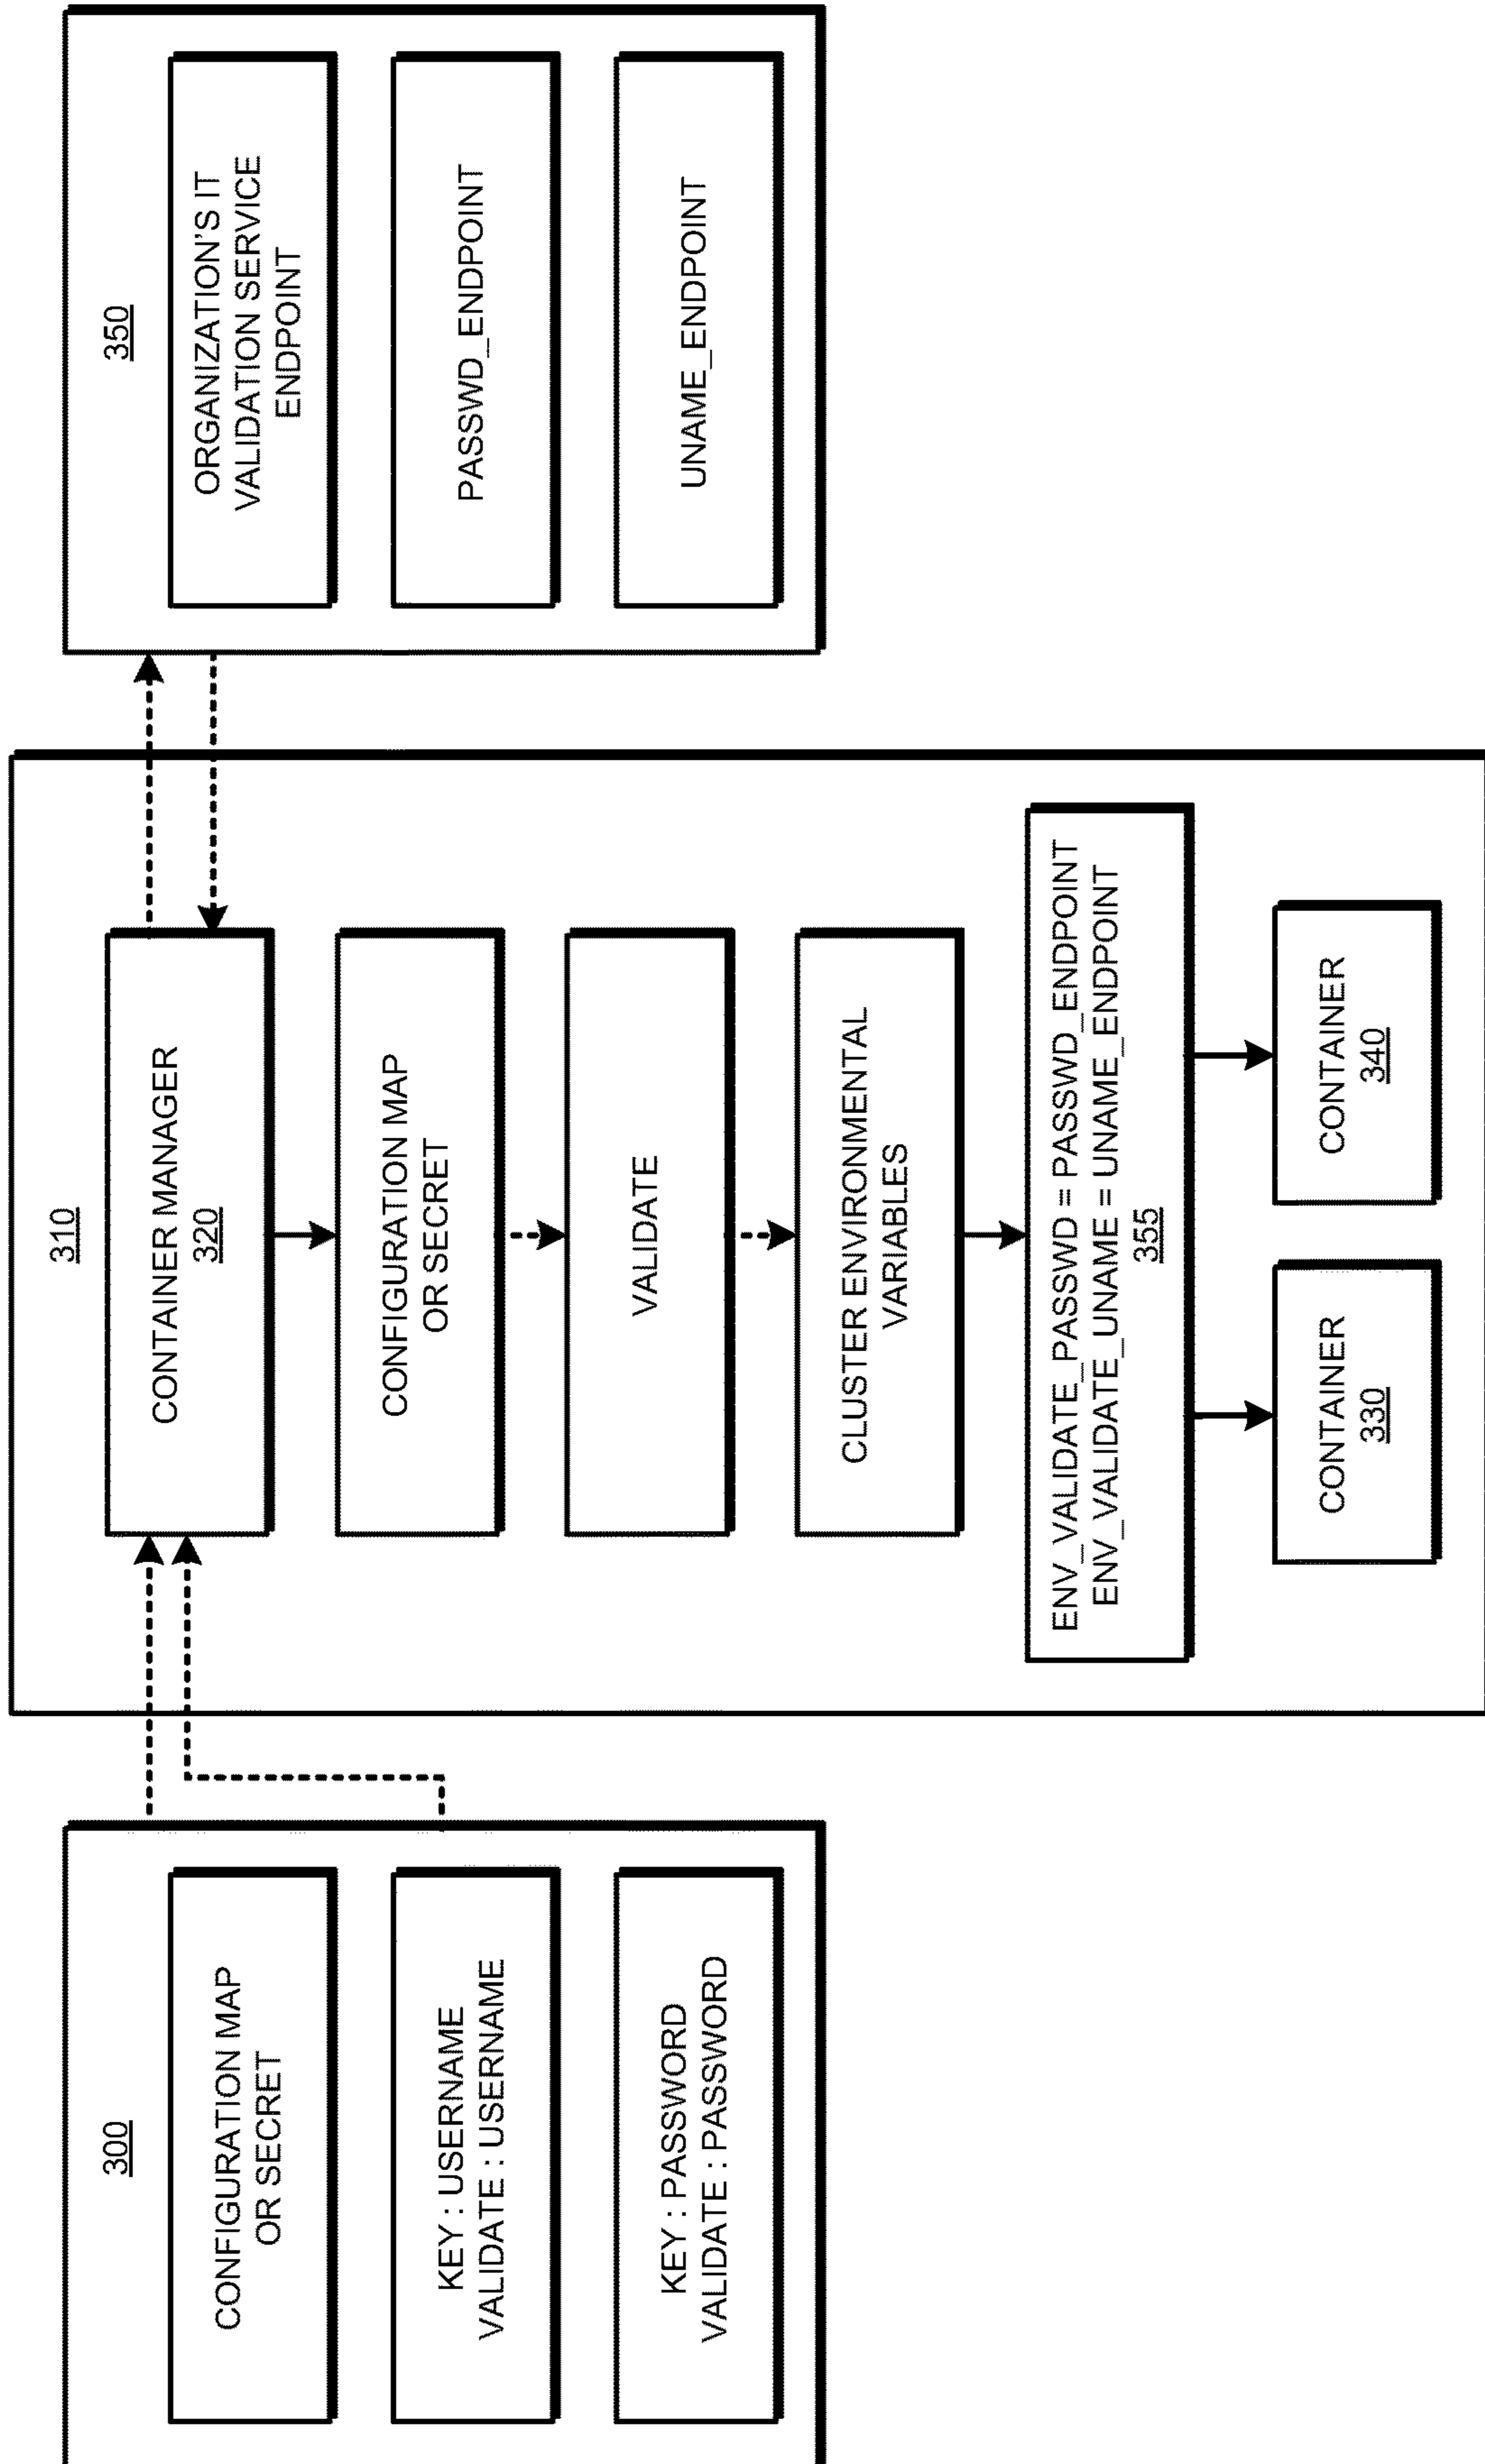 300
CONFIGURATION MAP
OR SECRET
KEY : USERNAME
VALIDATE : USERNAME
KEY : PASSWORD
VALIDATE : PASSWORD
310
CONTAINER MANAGER
320
CONFIGURATION MAP
OR SECRET
VALIDATE
CLUSTER ENVIRONMENTAL
VARIABLES
ENV_VALIDATE_PASSWD = PASSWD_ENDPOINT
ENV_VALIDATE_UNAME = UNAME_ENDPOINT
355
CONTAINER
330
CONTAINER
340
350
ORGANIZATION'S IT
VALIDATION SERVICE
ENDPOINT
PASSWD_ENDPOINT
UNAME_ENDPOINT